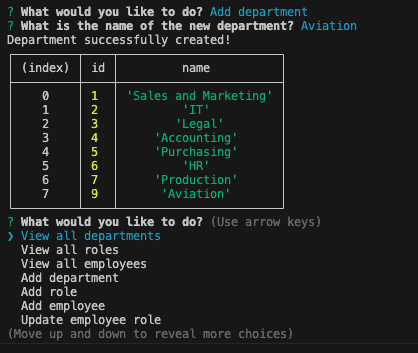 ? What would you like to do? Add department
? What is the name of the new department? Aviation
Department successfully created!
(index) id name
0 1 'Sales and Marketing'
1 2 'IT'
2 3 'Legal'
3 4 'Accounting'
4 5 'Purchasing'
5 6 'HR'
6 7 'Production'
7 9 'Aviation'
? What would you like to do? (Use arrow keys)
❯ View all departments
View all roles
View all employees
Add department
Add role
Add employee
Update employee role
(Move up and down to reveal more choices)